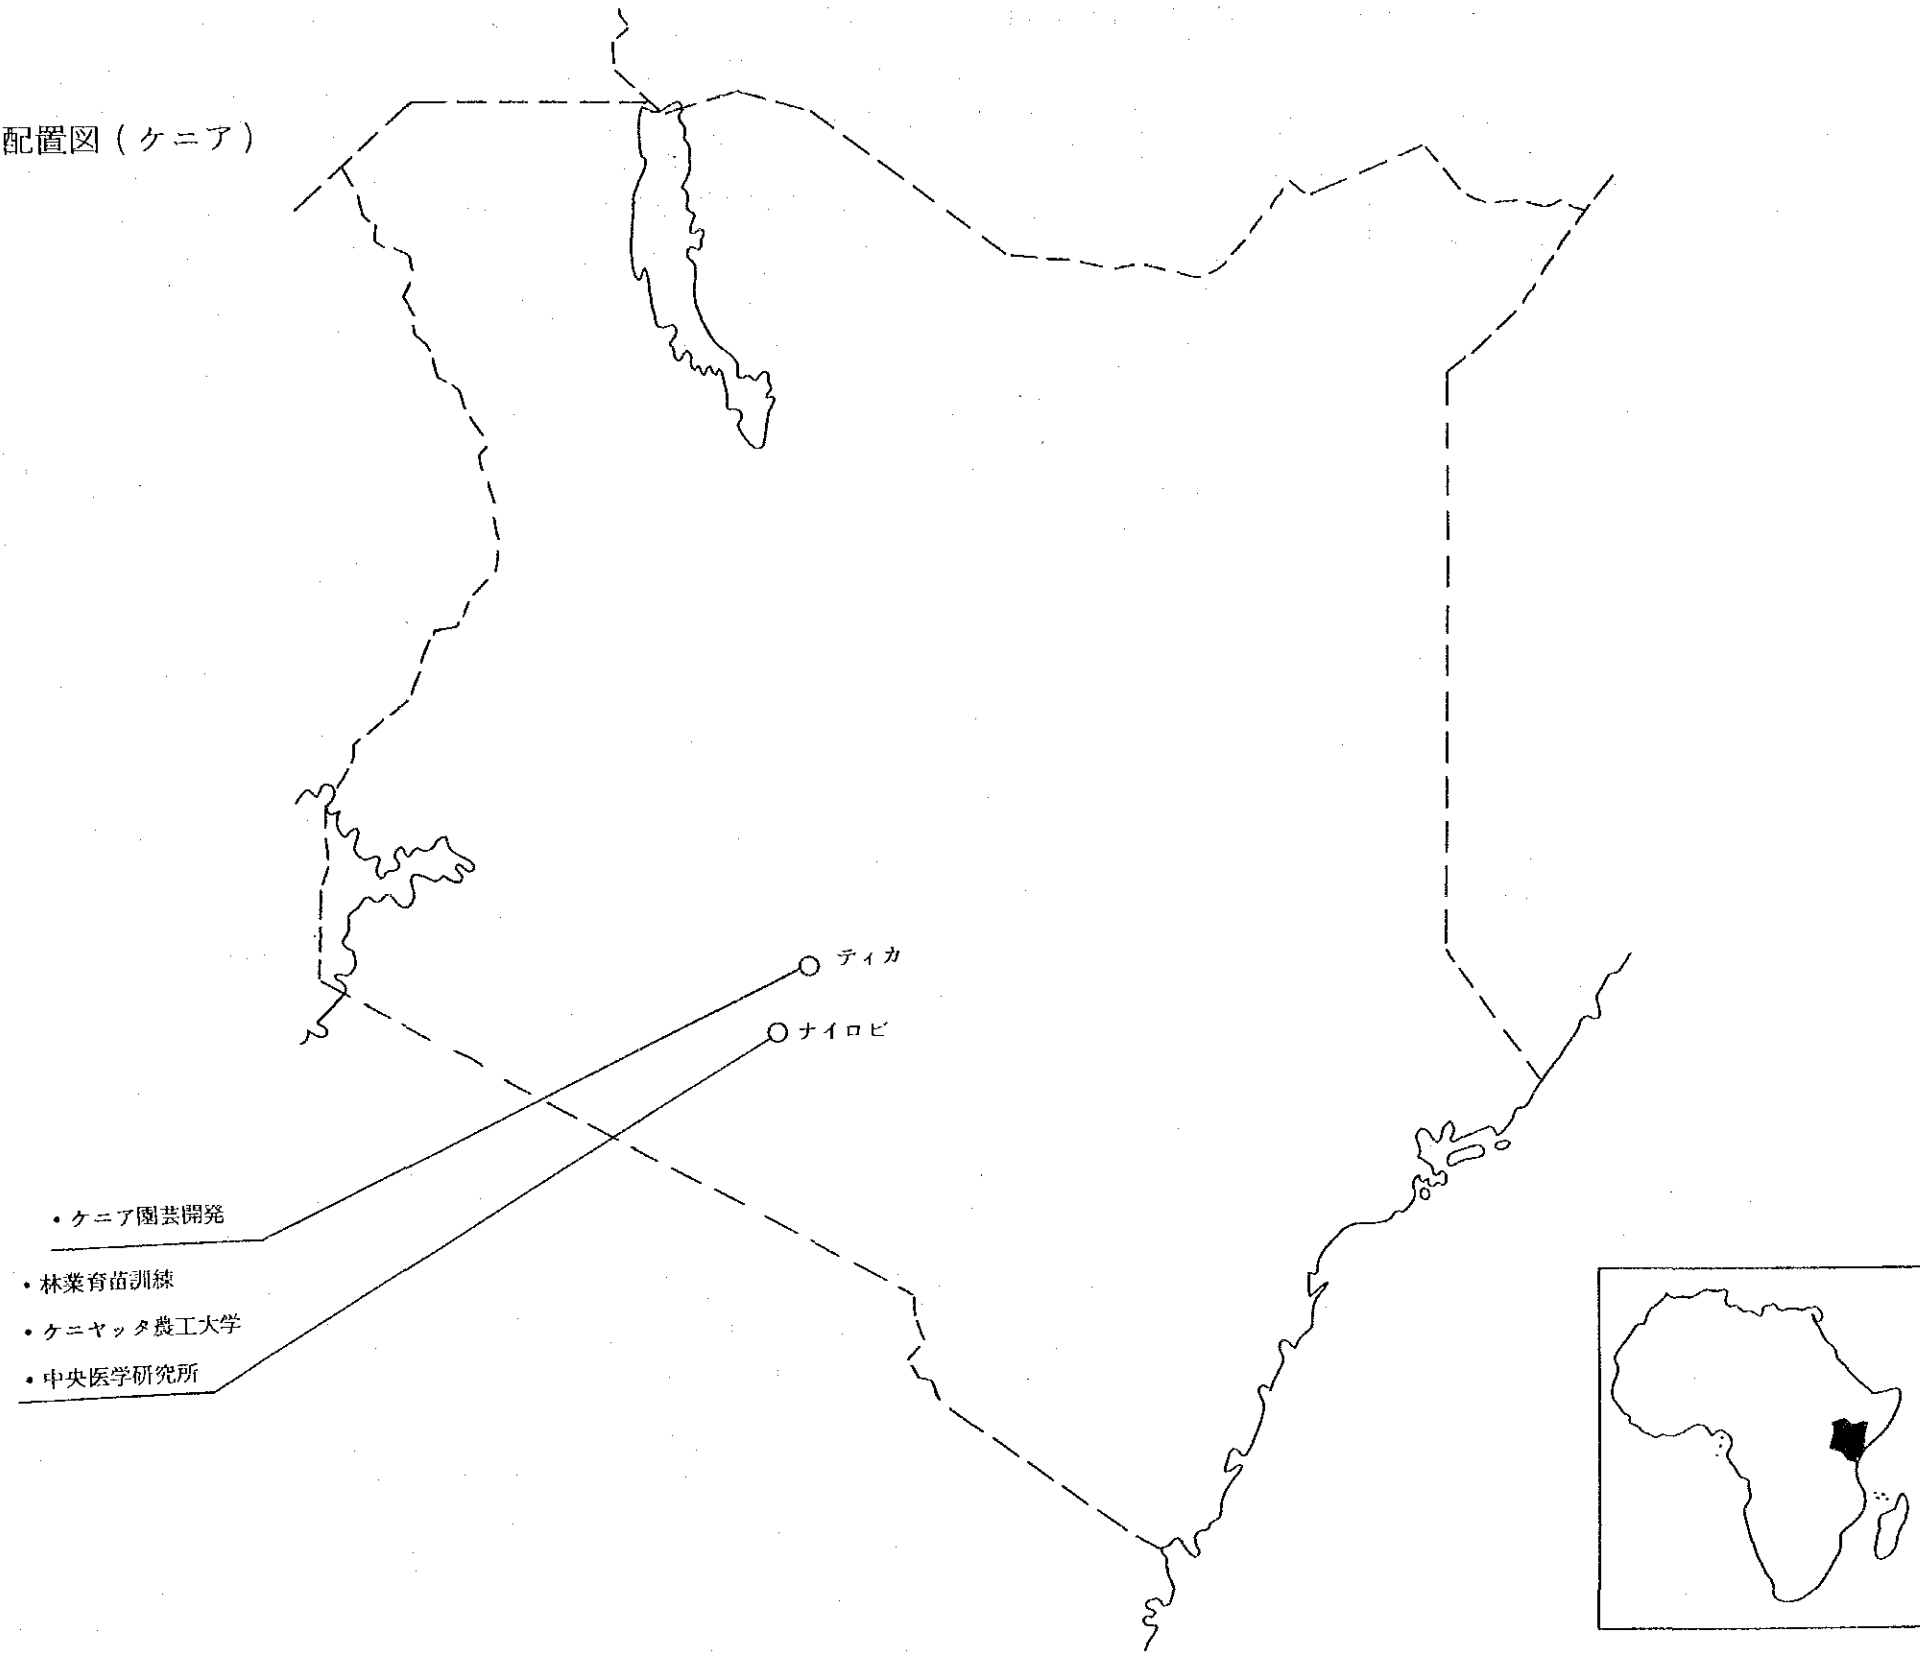 配置図（ケニア）
ティカ
ナイロビ
・ケニア園芸開発
・林業育苗訓練
・ケニヤッタ農工大学
・中央医学研究所